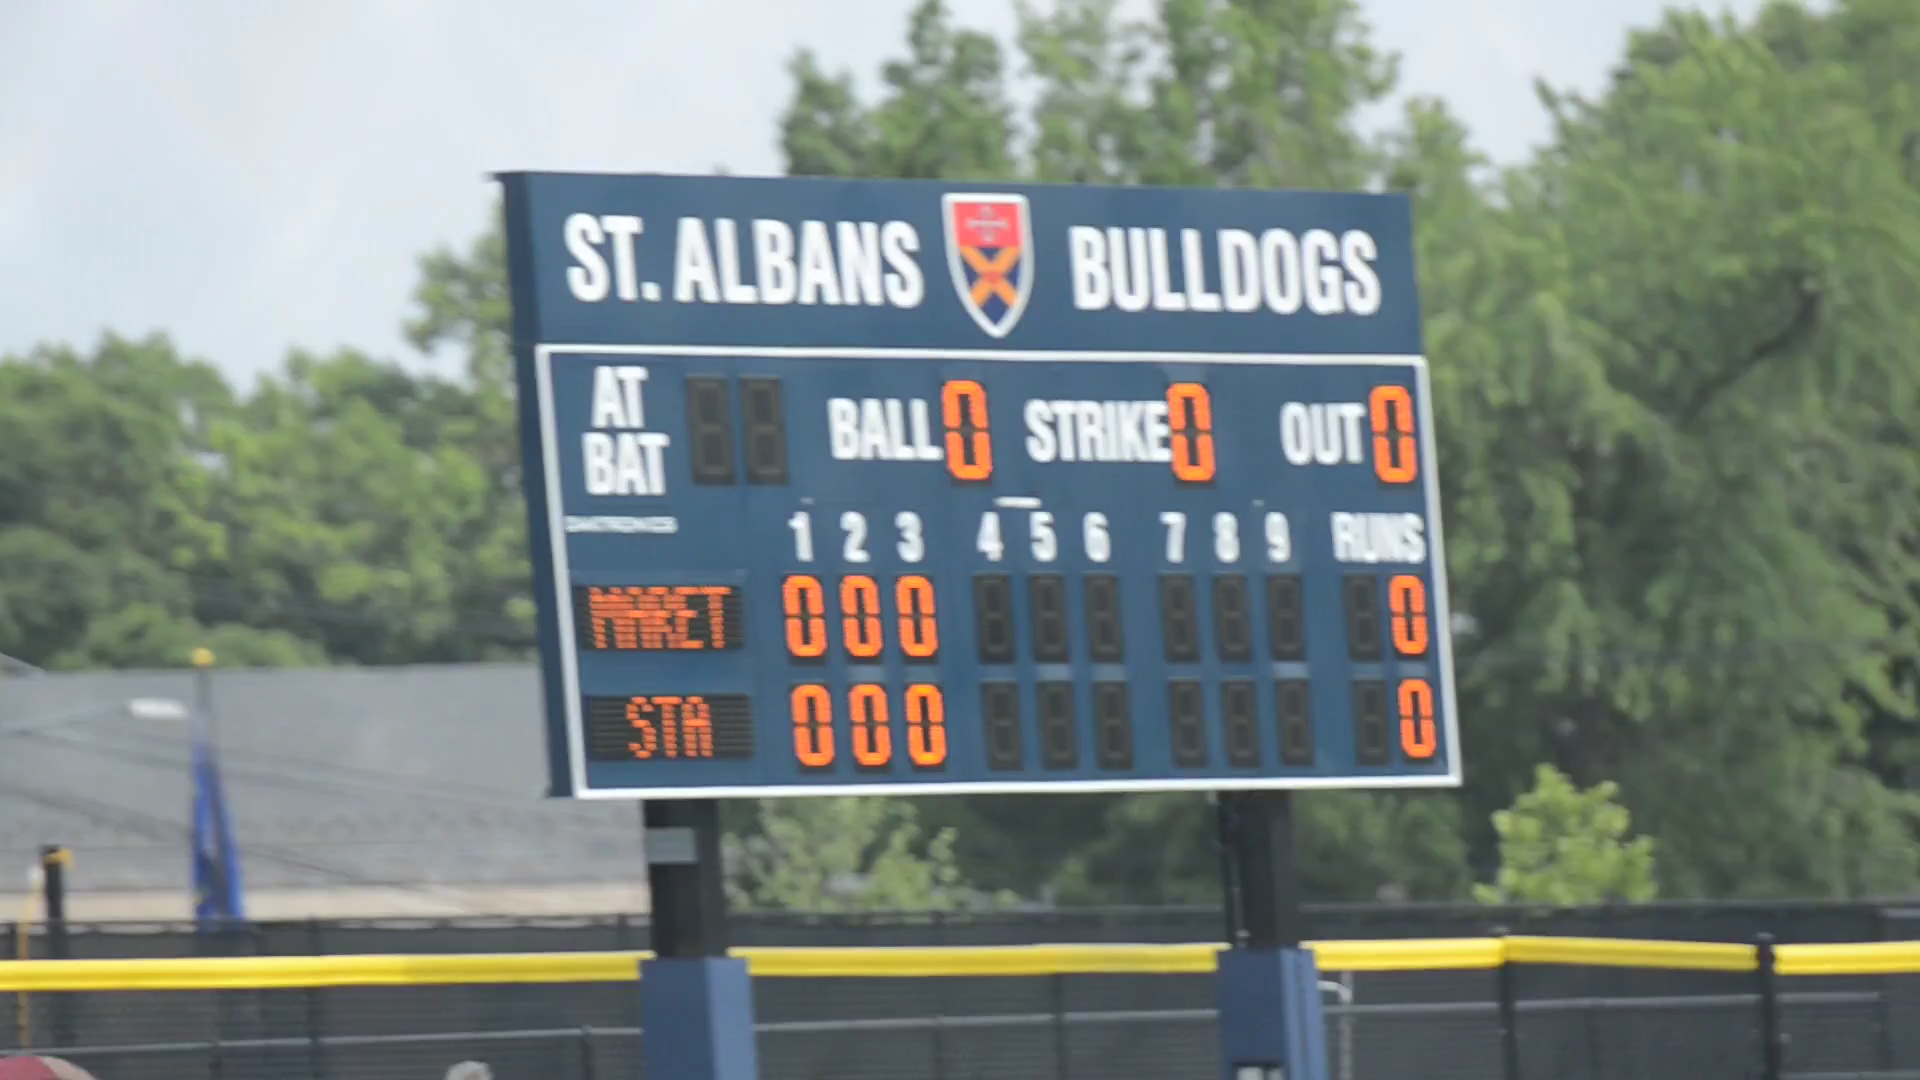 ST. ALBANS BULLDOGS
AT BAT BALL 0 STRIKE 0 OUT 0
DAKTRONICS
1 2 3 4 5 6 7 8 9 RUNS
MARET 0 0 0 0
STA 0 0 0 0